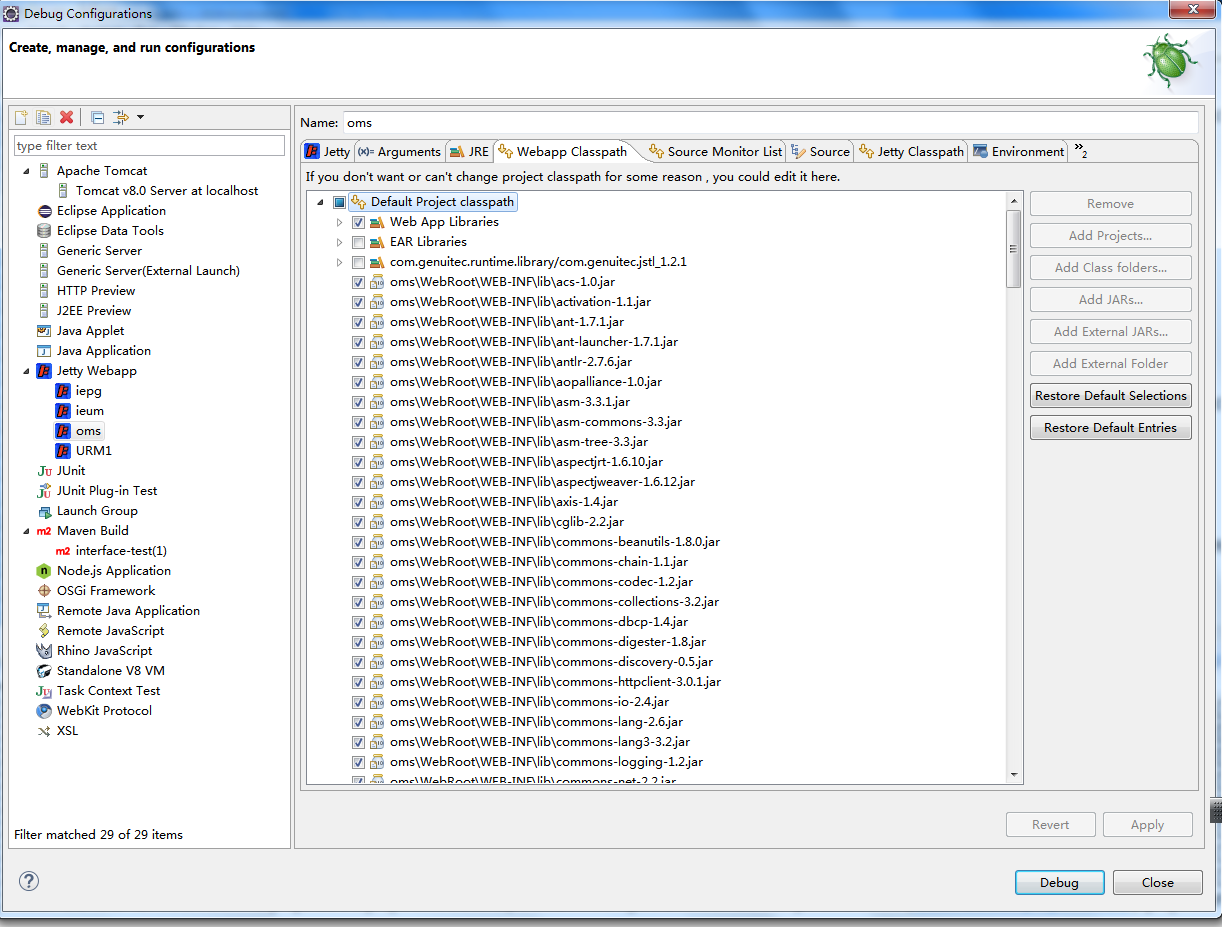 Debug Configurations
Create, manage, and run configurations
type filter text
Apache Tomcat
Tomcat v8.0 Server at localhost
Eclipse Application
Eclipse Data Tools
Generic Server
Generic Server(External Launch)
HTTP Preview
J2EE Preview
Java Applet
Java Application
Jetty Webapp
iepg
ieum
oms
URM1
Ju JUnit
JUnit Plug-in Test
Launch Group
m2 Maven Build
m2 interface-test(1)
Node.js Application
OSGi Framework
Remote Java Application
Remote JavaScript
Rhino JavaScript
Standalone V8 VM
Task Context Test
WebKit Protocol
XSL
Filter matched 29 of 29 items
Name: oms
Jetty (x)= Arguments JRE Webapp Classpath Source Monitor List Source Jetty Classpath Environment »2
If you don't want or can't change project classpath for some reason , you could edit it here.
Default Project classpath
Web App Libraries
EAR Libraries
com.genuitec.runtime.library/com.genuitec.jstl_1.2.1
oms\WebRoot\WEB-INF\lib\acs-1.0.jar
oms\WebRoot\WEB-INF\lib\activation-1.1.jar
oms\WebRoot\WEB-INF\lib\ant-1.7.1.jar
oms\WebRoot\WEB-INF\lib\ant-launcher-1.7.1.jar
oms\WebRoot\WEB-INF\lib\antlr-2.7.6.jar
oms\WebRoot\WEB-INF\lib\aopalliance-1.0.jar
oms\WebRoot\WEB-INF\lib\asm-3.3.1.jar
oms\WebRoot\WEB-INF\lib\asm-commons-3.3.jar
oms\WebRoot\WEB-INF\lib\asm-tree-3.3.jar
oms\WebRoot\WEB-INF\lib\aspectjrt-1.6.10.jar
oms\WebRoot\WEB-INF\lib\aspectjweaver-1.6.12.jar
oms\WebRoot\WEB-INF\lib\axis-1.4.jar
oms\WebRoot\WEB-INF\lib\cglib-2.2.jar
oms\WebRoot\WEB-INF\lib\commons-beanutils-1.8.0.jar
oms\WebRoot\WEB-INF\lib\commons-chain-1.1.jar
oms\WebRoot\WEB-INF\lib\commons-codec-1.2.jar
oms\WebRoot\WEB-INF\lib\commons-collections-3.2.jar
oms\WebRoot\WEB-INF\lib\commons-dbcp-1.4.jar
oms\WebRoot\WEB-INF\lib\commons-digester-1.8.jar
oms\WebRoot\WEB-INF\lib\commons-discovery-0.5.jar
oms\WebRoot\WEB-INF\lib\commons-httpclient-3.0.1.jar
oms\WebRoot\WEB-INF\lib\commons-io-2.4.jar
oms\WebRoot\WEB-INF\lib\commons-lang-2.6.jar
oms\WebRoot\WEB-INF\lib\commons-lang3-3.2.jar
oms\WebRoot\WEB-INF\lib\commons-logging-1.2.jar
oms\WebRoot\WEB-INF\lib\commons-net-2.2.jar
Remove
Add Projects...
Add Class folders...
Add JARs...
Add External JARs...
Add External Folder
Restore Default Selections
Restore Default Entries
Revert
Apply
Debug
Close